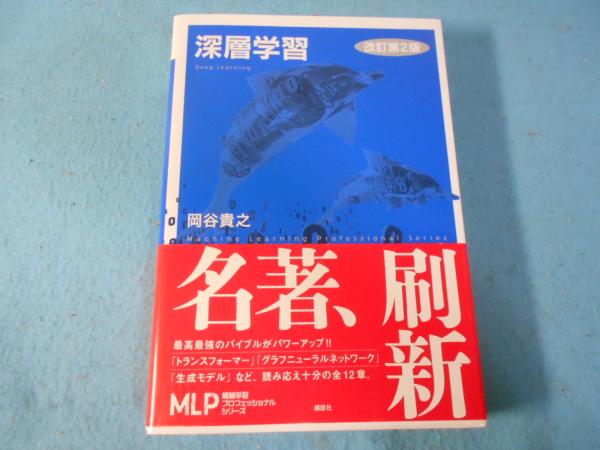 深層学習
Deep Learning
改訂第2版
岡谷貴之
Machine Learning Professional Series
名著、
刷新
最高最強のバイブルがパワーアップ!!
「トランスフォーマー」「グラフニューラルネットワーク」
「生成モデル」など、読み応え十分の全12章。
MLP
機械学習
プロフェッショナル
シリーズ
講談社